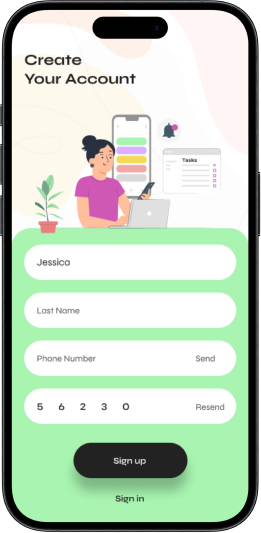 Create
Your Account
Tasks
Jessica
Last Name
Phone Number Send
5 6 2 3 0 Resend
Sign up
Sign in